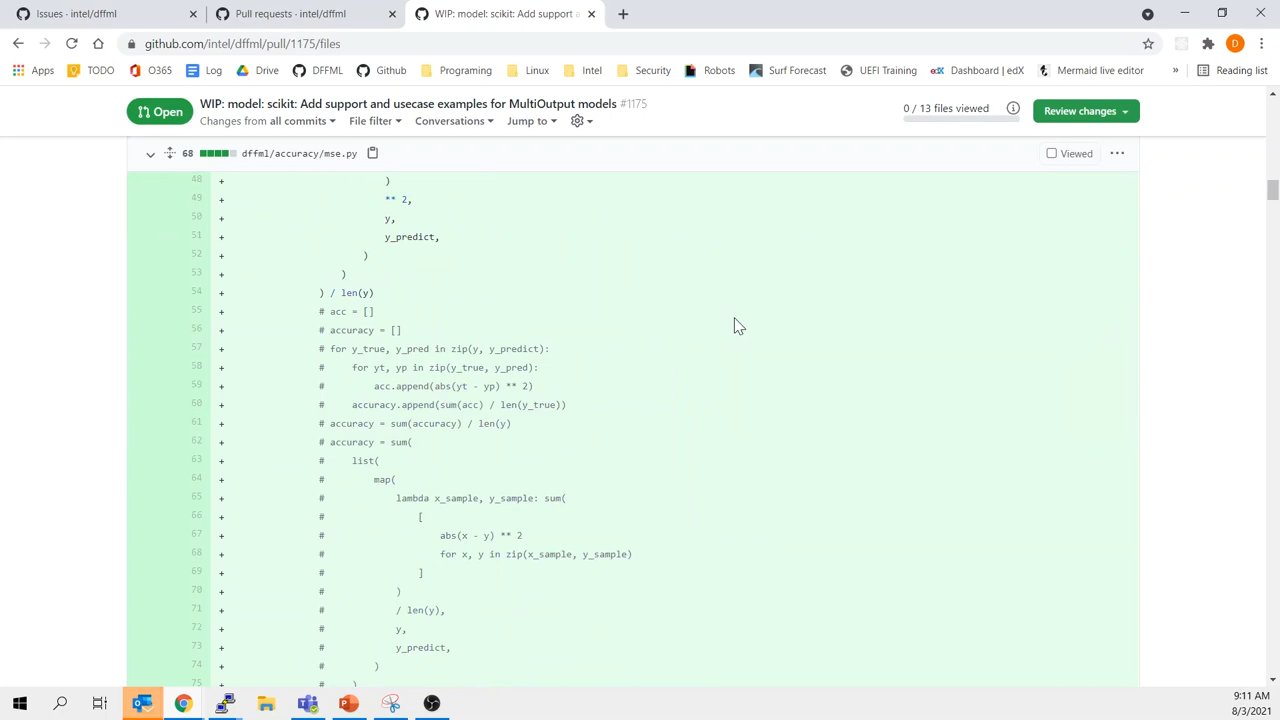 Issues · intel/dffml
Pull requests · intel/dffml
WIP: model: scikit: Add support a
github.com/intel/dffml/pull/1175/files
Apps TODO O365 Log Drive DFFML Github Programing Linux Intel Security Robots Surf Forecast UEFI Training Dashboard | edX Mermaid live editor » Reading list
Open
WIP: model: scikit: Add support and usecase examples for MultiOutput models #1175
Changes from all commits File filter Conversations Jump to
0 / 13 files viewed
Review changes
68 dffml/accuracy/mse.py
Viewed
48 + )
49 + ** 2,
50 + y,
51 + y_predict,
52 + )
53 + )
54 + ) / len(y)
55 + # acc = []
56 + # accuracy = []
57 + # for y_true, y_pred in zip(y, y_predict):
58 + # for yt, yp in zip(y_true, y_pred):
59 + # acc.append(abs(yt - yp) ** 2)
60 + # accuracy.append(sum(acc) / len(y_true))
61 + # accuracy = sum(accuracy) / len(y)
62 + # accuracy = sum(
63 + # list(
64 + # map(
65 + # lambda x_sample, y_sample: sum(
66 + # [
67 + # abs(x - y) ** 2
68 + # for x, y in zip(x_sample, y_sample)
69 + # ]
70 + # )
71 + # / len(y),
72 + # y,
73 + # y_predict,
74 + # )
75 + # )
9:11 AM
8/3/2021